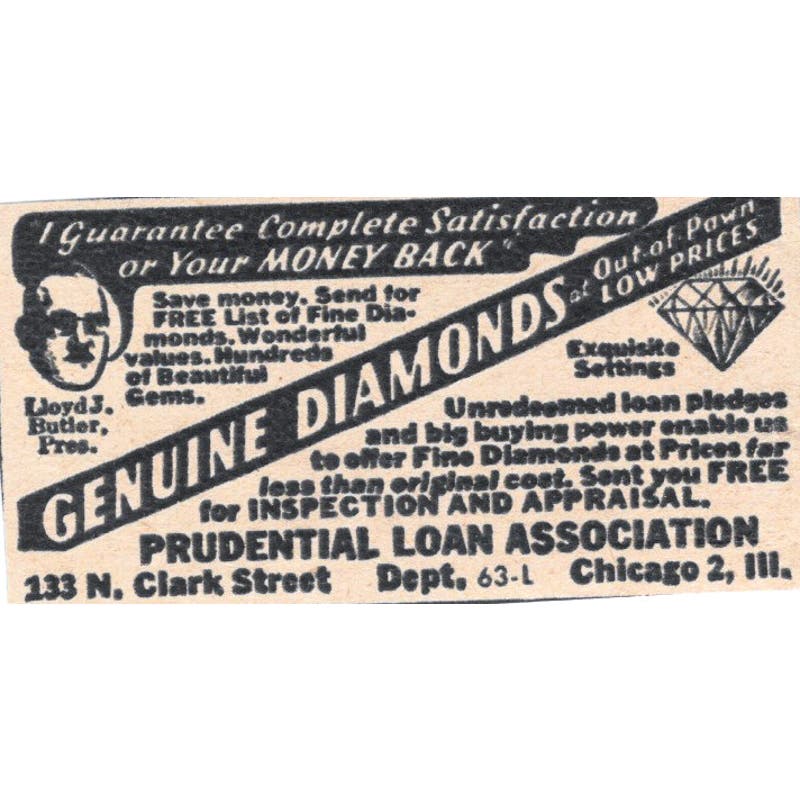 "I Guarantee Complete Satisfaction
or Your MONEY BACK"
Save money. Send for
FREE List of Fine Dia-
monds. Wonderful
values. Hundreds
of Beautiful
Gems.
Lloyd J.
Butler,
Pres.
GENUINE DIAMONDS at Out-of-Pawn
LOW PRICES
Exquisite
Settings
Unredeemed loan pledges
and big buying power enable us
to offer Fine Diamonds at Prices far
less than original cost. Sent you FREE
for INSPECTION AND APPRAISAL.
PRUDENTIAL LOAN ASSOCIATION
133 N. Clark Street Dept. 63-L Chicago 2, Ill.